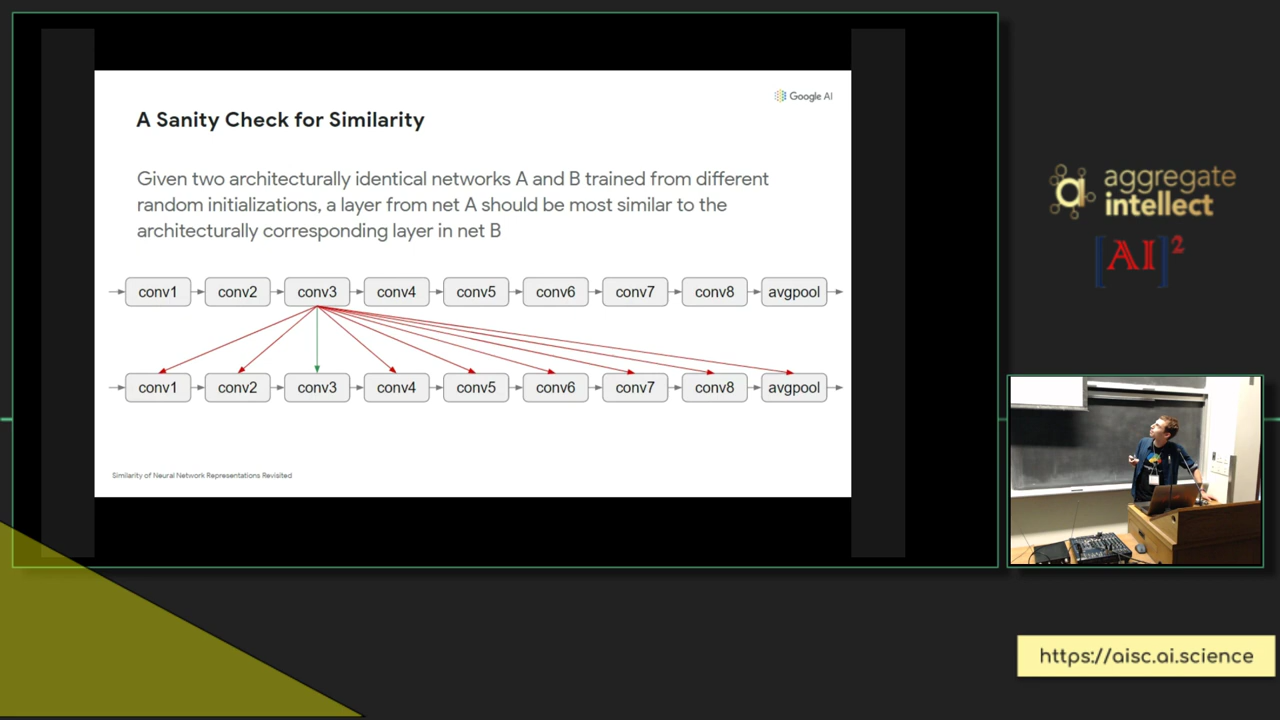 Google AI
A Sanity Check for Similarity
Given two architecturally identical networks A and B trained from different
random initializations, a layer from net A should be most similar to the
architecturally corresponding layer in net B
conv1 conv2 conv3 conv4 conv5 conv6 conv7 conv8 avgpool
conv1 conv2 conv3 conv4 conv5 conv6 conv7 conv8 avgpool
Similarity of Neural Network Representations Revisited
aggregate
intellect
[AI]²
https://aisc.ai.science